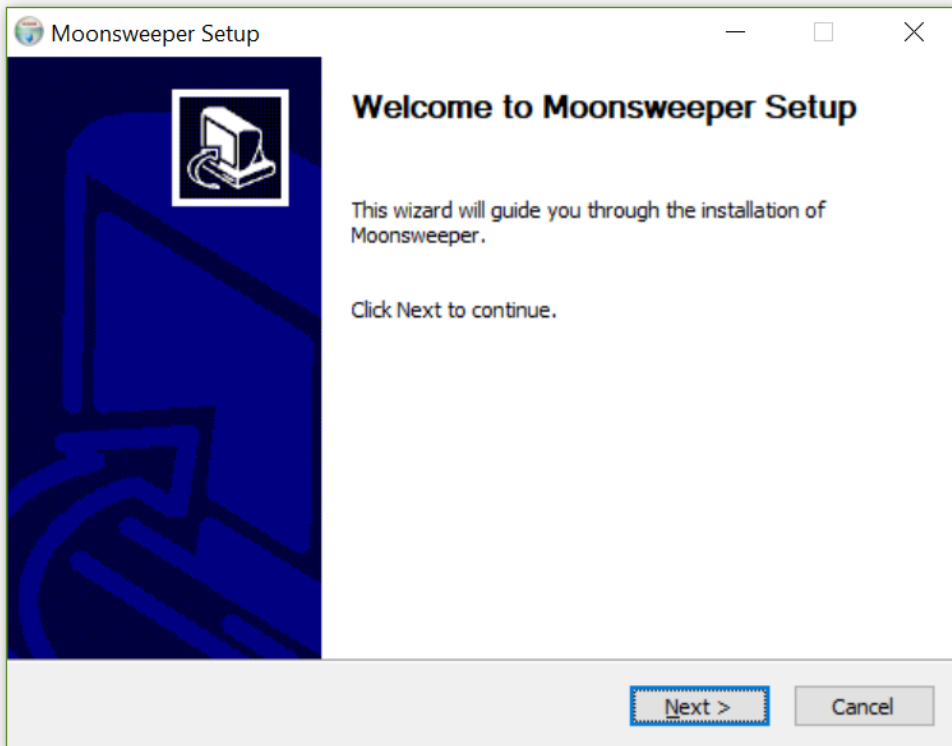 Moonsweeper Setup
Welcome to Moonsweeper Setup
This wizard will guide you through the installation of
Moonsweeper.
Click Next to continue.
Next >
Cancel